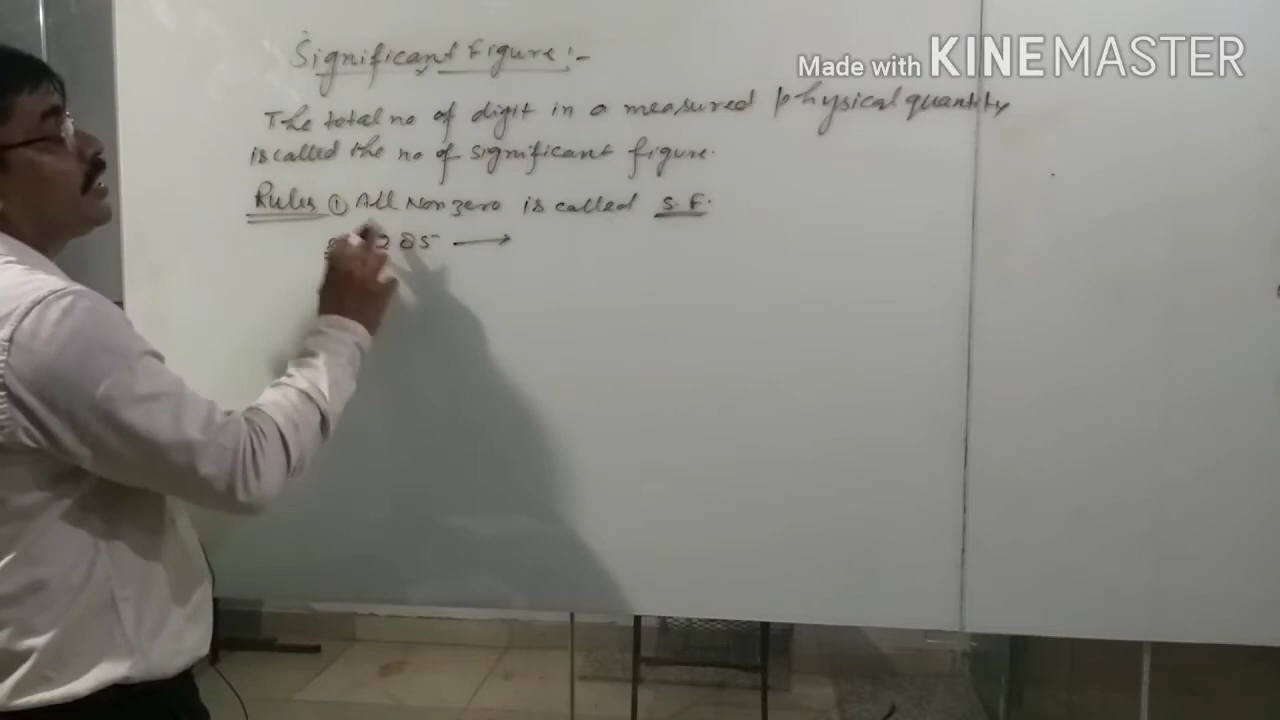 Made with KINEMASTER
Significant Figure :-
The total no of digit in a measured physical quantity
is called the no of significant figure.
Rules ① All Non zero is called S.F.
285 →